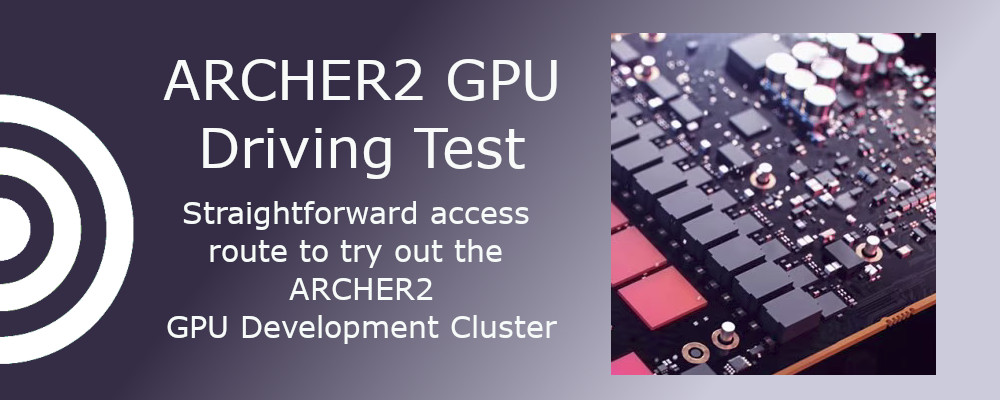 ARCHER2 GPU
Driving Test
Straightforward access
route to try out the
ARCHER2
GPU Development Cluster